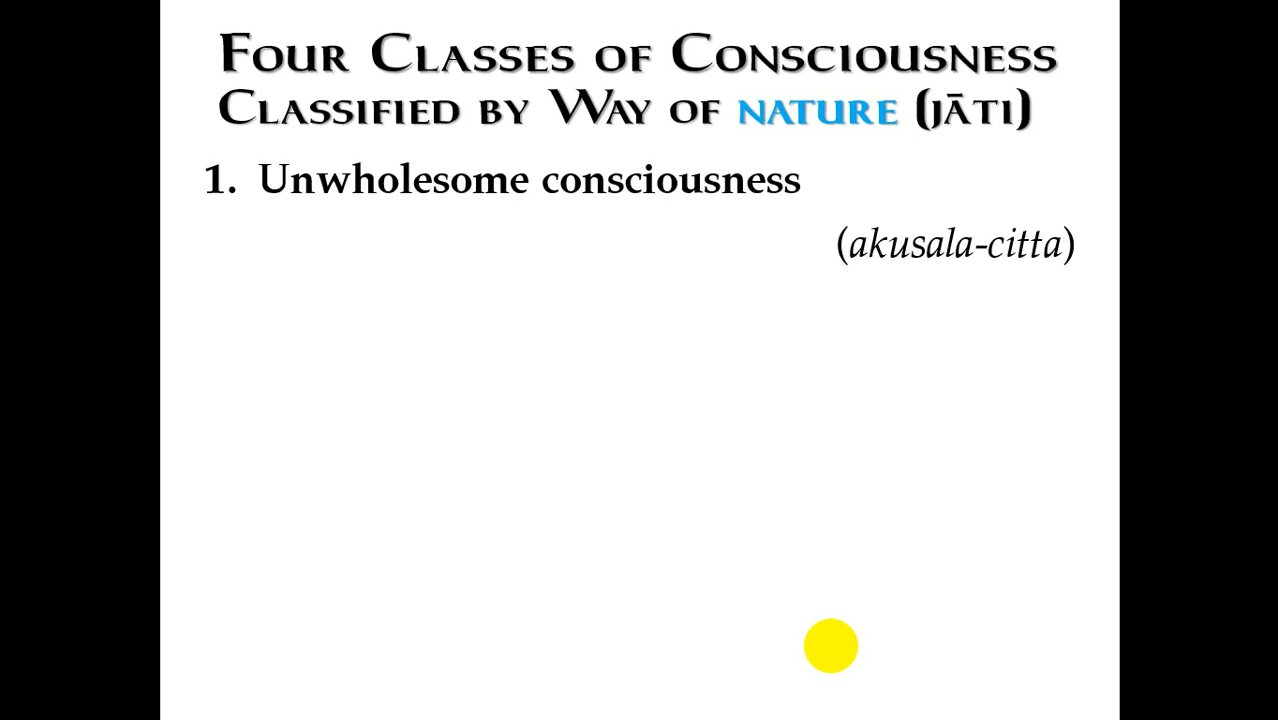 Four Classes of Consciousness
Classified by Way of nature (jāti)
1. Unwholesome consciousness
(akusala-citta)